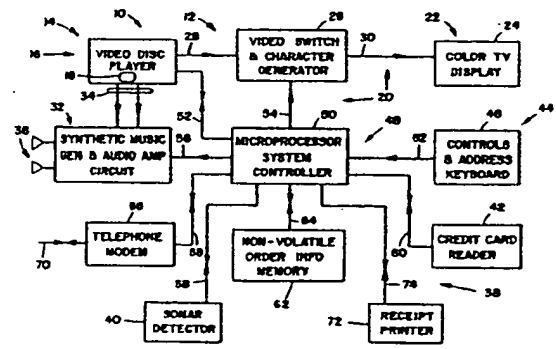 10
12
14
16
VIDEO DISC
PLAYER
18
28
26
VIDEO SWITCH
& CHARACTER
GENERATOR
30
22
24
COLOR TV
DISPLAY
20
34
32
36
SYNTHETIC MUSIC
GEN & AUDIO AMP
CIRCUIT
52
54
56
50
MICROPROCESSOR
SYSTEM
CONTROLLER
48
62
46
44
CONTROLS
& ADDRESS
KEYBOARD
66
TELEPHONE
MODEM
70
68
64
NON-VOLATILE
ORDER INFO
MEMORY
62
60
42
CREDIT CARD
READER
38
58
40
SONAR
DETECTOR
74
72
RECEIPT
PRINTER